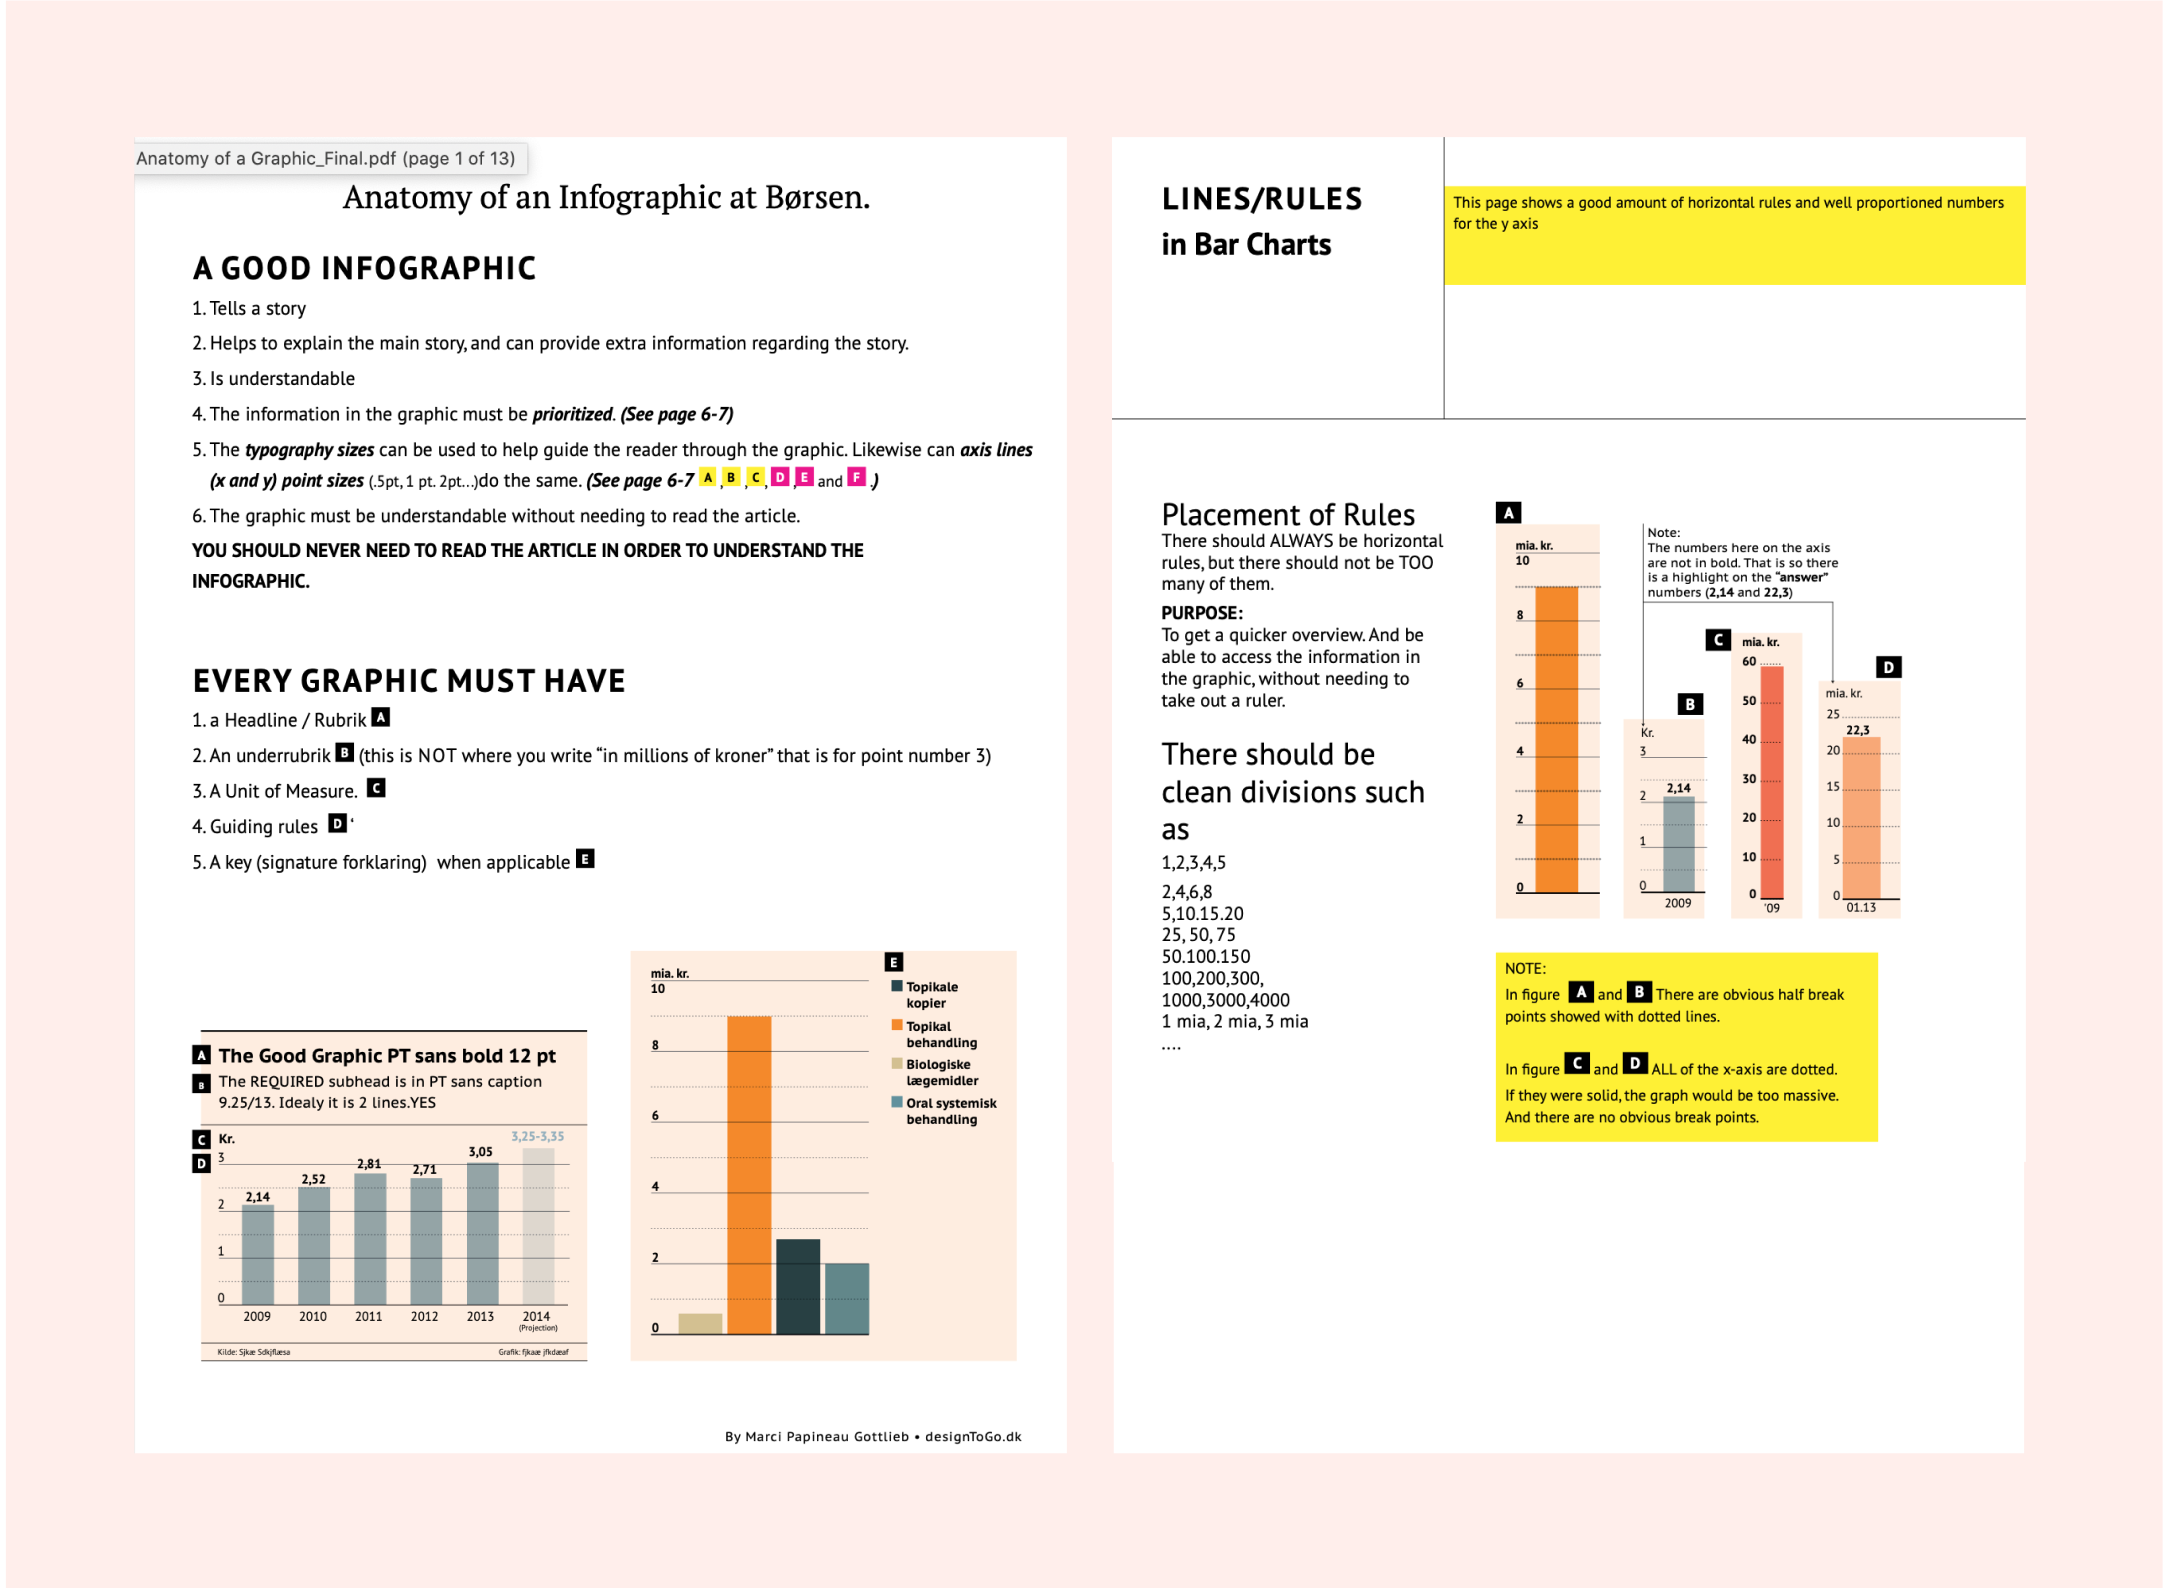 Anatomy of a Graphic_Final.pdf (page 1 of 13)
Anatomy of an Infographic at Børsen.
A GOOD INFOGRAPHIC
1. Tells a story
2. Helps to explain the main story, and can provide extra information regarding the story.
3. Is understandable
4. The information in the graphic must be prioritized. (See page 6-7)
5. The typography sizes can be used to help guide the reader through the graphic. Likewise can axis lines
(x and y) point sizes (.5pt, 1 pt. 2pt...)do the same. (See page 6-7 A ,B ,C, D ,E and F .)
6. The graphic must be understandable without needing to read the article.
YOU SHOULD NEVER NEED TO READ THE ARTICLE IN ORDER TO UNDERSTAND THE
INFOGRAPHIC.
EVERY GRAPHIC MUST HAVE
1. a Headline / Rubrik A
2. An underrubrik B (this is NOT where you write “in millions of kroner” that is for point number 3)
3. A Unit of Measure. C
4. Guiding rules D ‘
5. A key (signature forklaring) when applicable E
A The Good Graphic PT sans bold 12 pt
B The REQUIRED subhead is in PT sans caption
9.25/13. Idealy it is 2 lines.YES
C Kr.
D
3
2
1
0
2,14
2,52
2,81
2,71
3,05
3,25-3,35
2009
2010
2011
2012
2013
2014
(Projection)
Kilde: Sjkæ Sdkjflæsa
Grafik: fjkaæ jfkdæaf
mia. kr.
10
8
6
4
2
0
E
Topikale
kopier
Topikal
behandling
Biologiske
lægemidler
Oral systemisk
behandling
By Marci Papineau Gottlieb • designToGo.dk
LINES/RULES
in Bar Charts
This page shows a good amount of horizontal rules and well proportioned numbers
for the y axis
Placement of Rules
There should ALWAYS be horizontal
rules, but there should not be TOO
many of them.
PURPOSE:
To get a quicker overview. And be
able to access the information in
the graphic, without needing to
take out a ruler.
There should be
clean divisions such
as
1,2,3,4,5
2,4,6,8
5,10.15.20
25, 50, 75
50.100.150
100,200,300,
1000,3000,4000
1 mia, 2 mia, 3 mia
....
A
mia. kr.
10
8
6
4
2
0
Note:
The numbers here on the axis
are not in bold. That is so there
is a highlight on the “answer”
numbers (2,14 and 22,3)
B
Kr.
3
2
1
0
2,14
2009
C
mia. kr.
60
50
40
30
20
10
0
’09
D
mia. kr.
25
20
15
10
5
0
22,3
01.13
NOTE:
In figure A and B There are obvious half break
points showed with dotted lines.
In figure C and D ALL of the x-axis are dotted.
If they were solid, the graph would be too massive.
And there are no obvious break points.